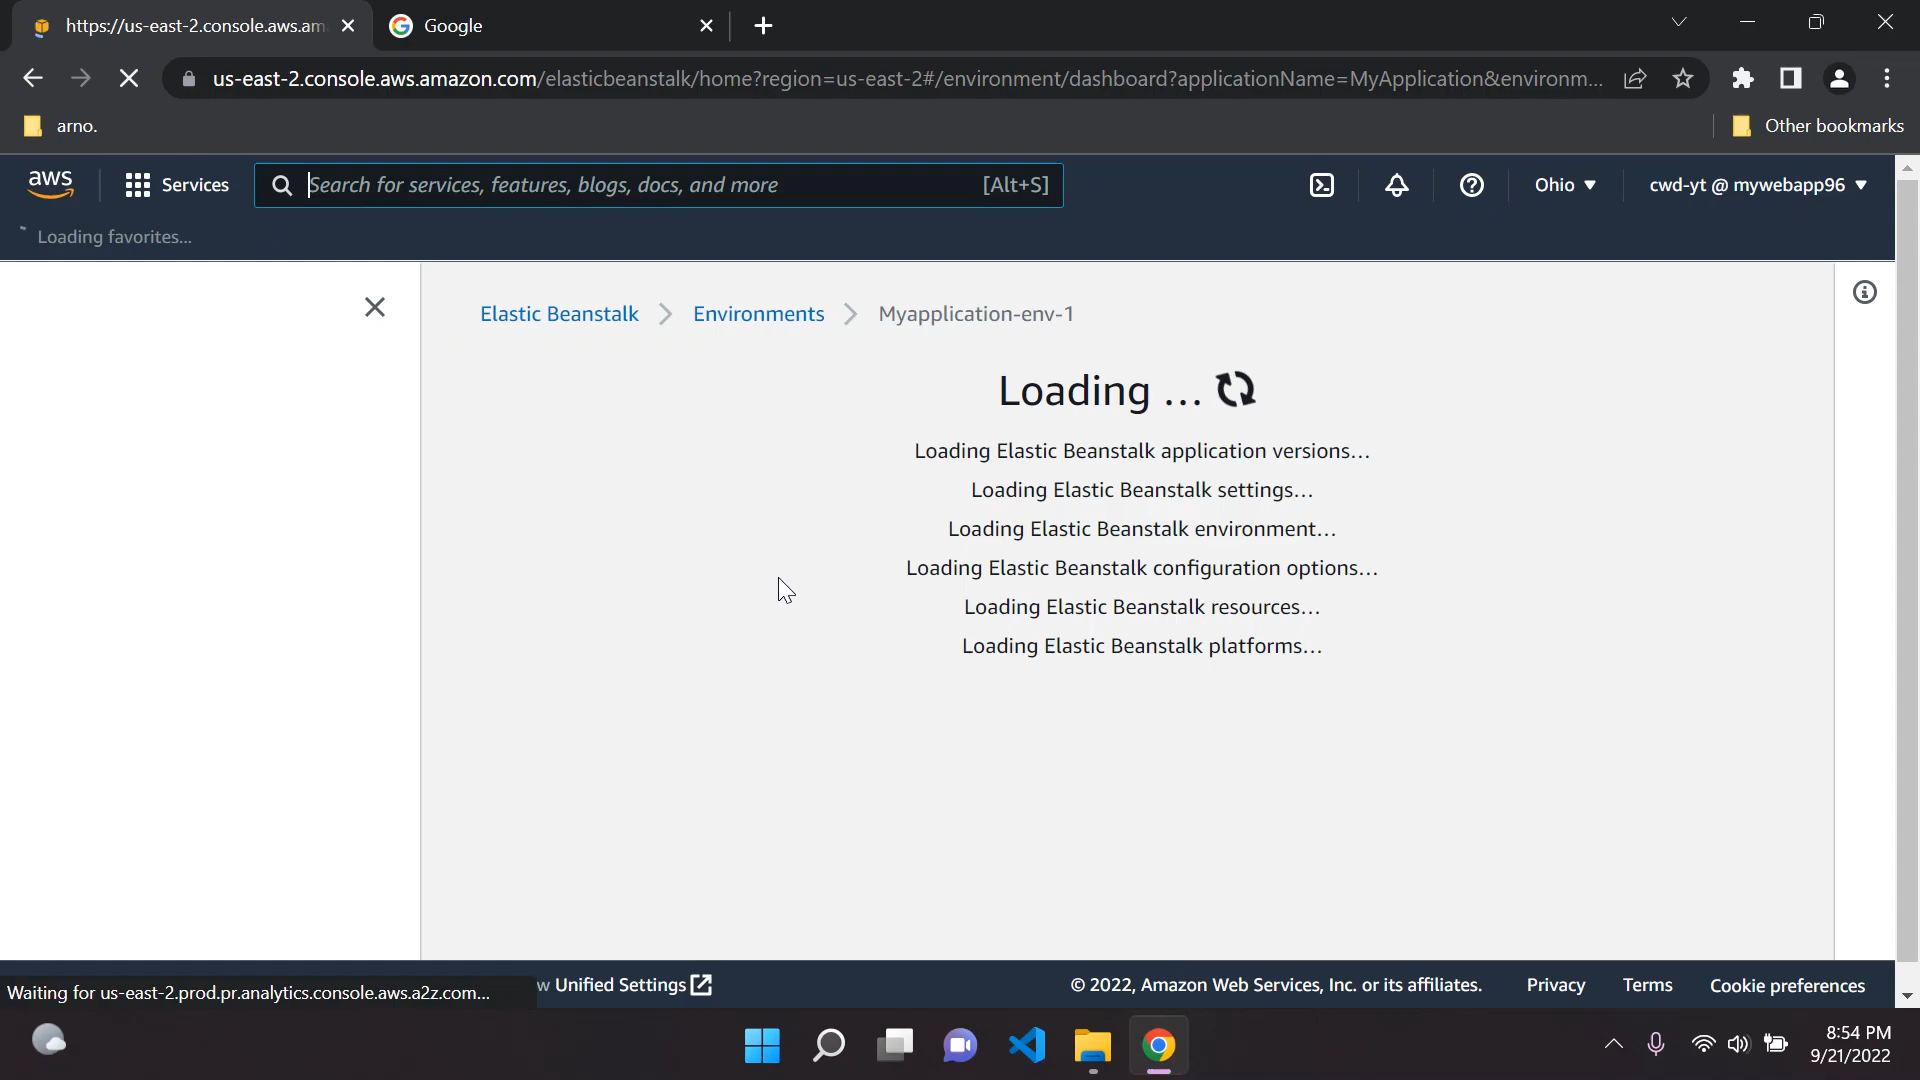 https://us-east-2.console.aws.am
Google
us-east-2.console.aws.amazon.com/elasticbeanstalk/home?region=us-east-2#/environment/dashboard?applicationName=MyApplication&environm...
arno.
Other bookmarks
aws
Services
Search for services, features, blogs, docs, and more
[Alt+S]
Ohio
cwd-yt @ mywebapp96
Loading favorites...
Elastic Beanstalk
Environments
Myapplication-env-1
Loading ...
Loading Elastic Beanstalk application versions...
Loading Elastic Beanstalk settings...
Loading Elastic Beanstalk environment...
Loading Elastic Beanstalk configuration options...
Loading Elastic Beanstalk resources...
Loading Elastic Beanstalk platforms...
Waiting for us-east-2.prod.pr.analytics.console.aws.a2z.com...
w Unified Settings
© 2022, Amazon Web Services, Inc. or its affiliates.
Privacy
Terms
Cookie preferences
8:54 PM
9/21/2022